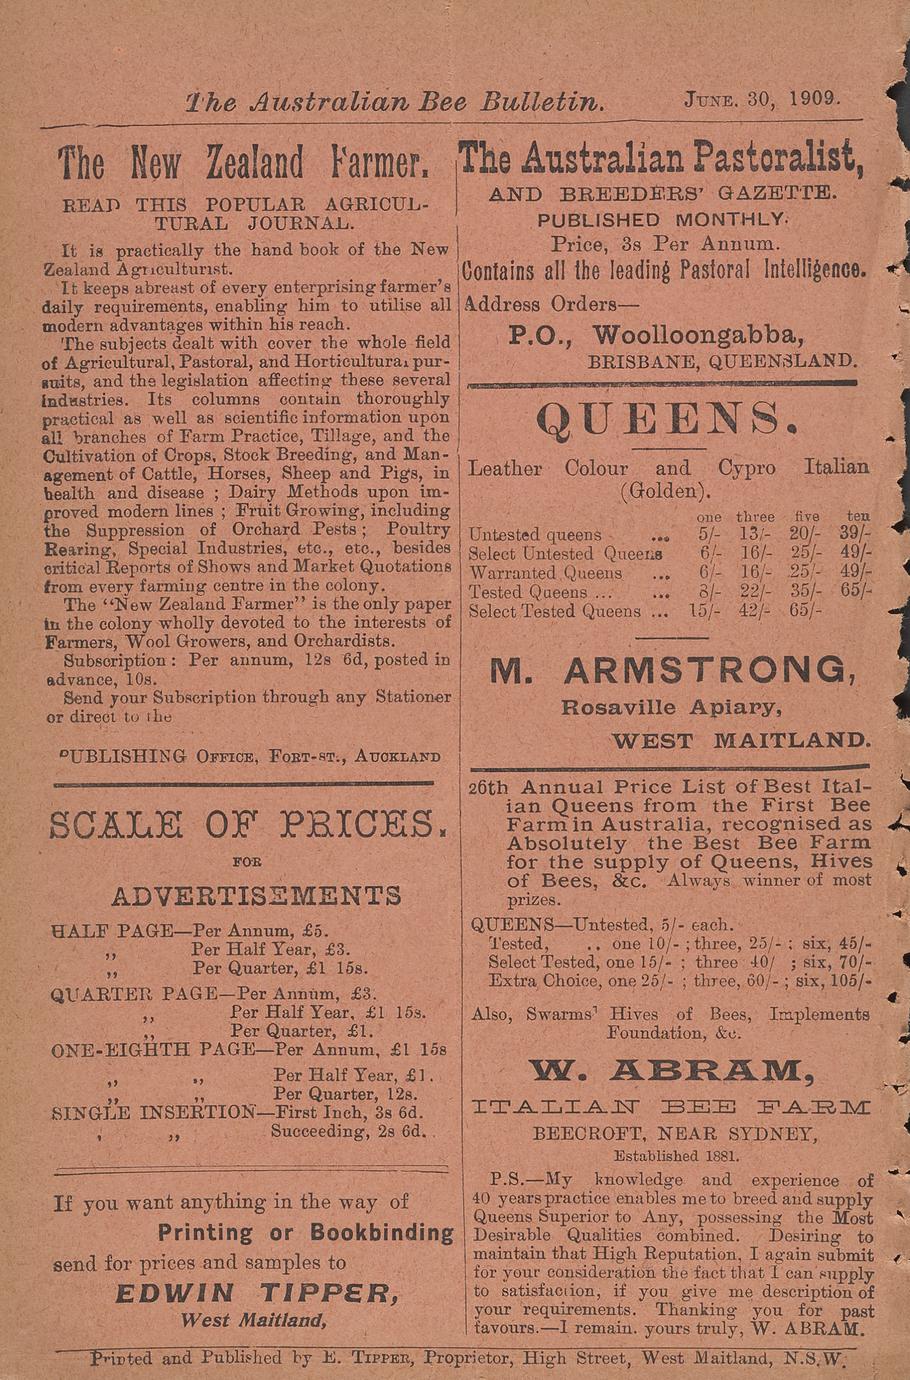 The Australian Bee Bulletin. JUNE. 30, 1909.
The New Zealand Farmer.
READ THIS POPULAR AGRICUL-
TURAL JOURNAL.
It is practically the hand book of the New
Zealand Agriculturist.
It keeps abreast of every enterprising farmer's
daily requirements, enabling him to utilise all
modern advantages within his reach.
The subjects dealt with cover the whole field
of Agricultural, Pastoral, and Horticultural pur-
suits, and the legislation affecting these several
industries. Its columns contain thoroughly
practical as well as scientific information upon
all branches of Farm Practice, Tillage, and the
Cultivation of Crops, Stock Breeding, and Man-
agement of Cattle, Horses, Sheep and Pigs, in
health and disease ; Dairy Methods upon im-
proved modern lines ; Fruit Growing, including
the Suppression of Orchard Pests ; Poultry
Rearing, Special Industries, etc., etc., besides
critical Reports of Shows and Market Quotations
from every farming centre in the colony.
The "New Zealand Farmer" is the only paper
in the colony wholly devoted to the interests of
Farmers, Wool Growers, and Orchardists.
Subscription : Per annum, 12s 6d, posted in
advance, 10s.
Send your Subscription through any Stationer
or direct to the
PUBLISHING OFFICE, FORT-ST., AUCKLAND
SCALE OF PRICES.
FOR
ADVERTISEMENTS
HALF PAGE—Per Annum, £5.
,, Per Half Year, £3.
,, Per Quarter, £1 15s.
QUARTER PAGE—Per Annum, £3.
,, Per Half Year, £1 15s.
,, Per Quarter, £1.
ONE-EIGHTH PAGE—Per Annum, £1 15s
,, ,, Per Half Year, £1.
,, ,, Per Quarter, 12s.
SINGLE INSERTION—First Inch, 3s 6d.
, ,, Succeeding, 2s 6d.
If you want anything in the way of
Printing or Bookbinding
send for prices and samples to
EDWIN TIPPER,
West Maitland,
The Australian Pastoralist,
AND BREEDERS' GAZETTE.
PUBLISHED MONTHLY.
Price, 3s Per Annum.
Contains all the leading Pastoral Intelligence.
Address Orders—
P.O., Woolloongabba,
BRISBANE, QUEENSLAND.
QUEENS.
Leather Colour and Cypro Italian
(Golden).
one three five ten
Untested queens ... 5/- 13/- 20/- 39/-
Select Untested Queens 6/- 16/- 25/- 49/-
Warranted Queens ... 6/- 16/- 25/- 49/-
Tested Queens ... ... 8/- 22/- 35/- 65/-
Select Tested Queens ... 15/- 42/- 65/-
M. ARMSTRONG,
Rosaville Apiary,
WEST MAITLAND.
26th Annual Price List of Best Ital-
ian Queens from the First Bee
Farm in Australia, recognised as
Absolutely the Best Bee Farm
for the supply of Queens, Hives
of Bees, &c. Always winner of most
prizes.
QUEENS—Untested, 5/- each.
Tested, .. one 10/- ; three, 25/- ; six, 45/-
Select Tested, one 15/- ; three 40/ ; six, 70/-
Extra Choice, one 25/- ; three, 60/- ; six, 105/-
Also, Swarms' Hives of Bees, Implements
Foundation, &c.
W. ABRAM,
ITALIAN BEE FARM
BEECROFT, NEAR SYDNEY,
Established 1881.
P.S.—My knowledge and experience of
40 years practice enables me to breed and supply
Queens Superior to Any, possessing the Most
Desirable Qualities combined. Desiring to
maintain that High Reputation, I again submit
for your consideration the fact that I can supply
to satisfaction, if you give me description of
your requirements. Thanking you for past
favours.—I remain. yours truly, W. ABRAM.
Printed and Published by E. TIPPER, Proprietor, High Street, West Maitland, N.S.W.